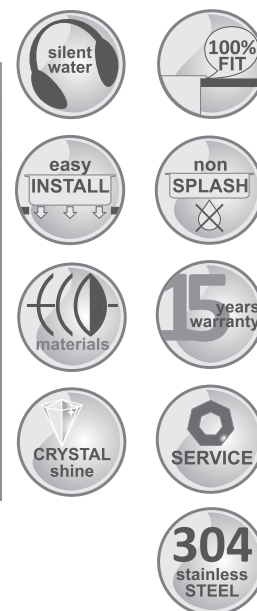 silent
water
100%
FIT
easy
INSTALL
non
SPLASH
materials
15
years
warranty
CRYSTAL
shine
SERVICE
304
stainless
STEEL